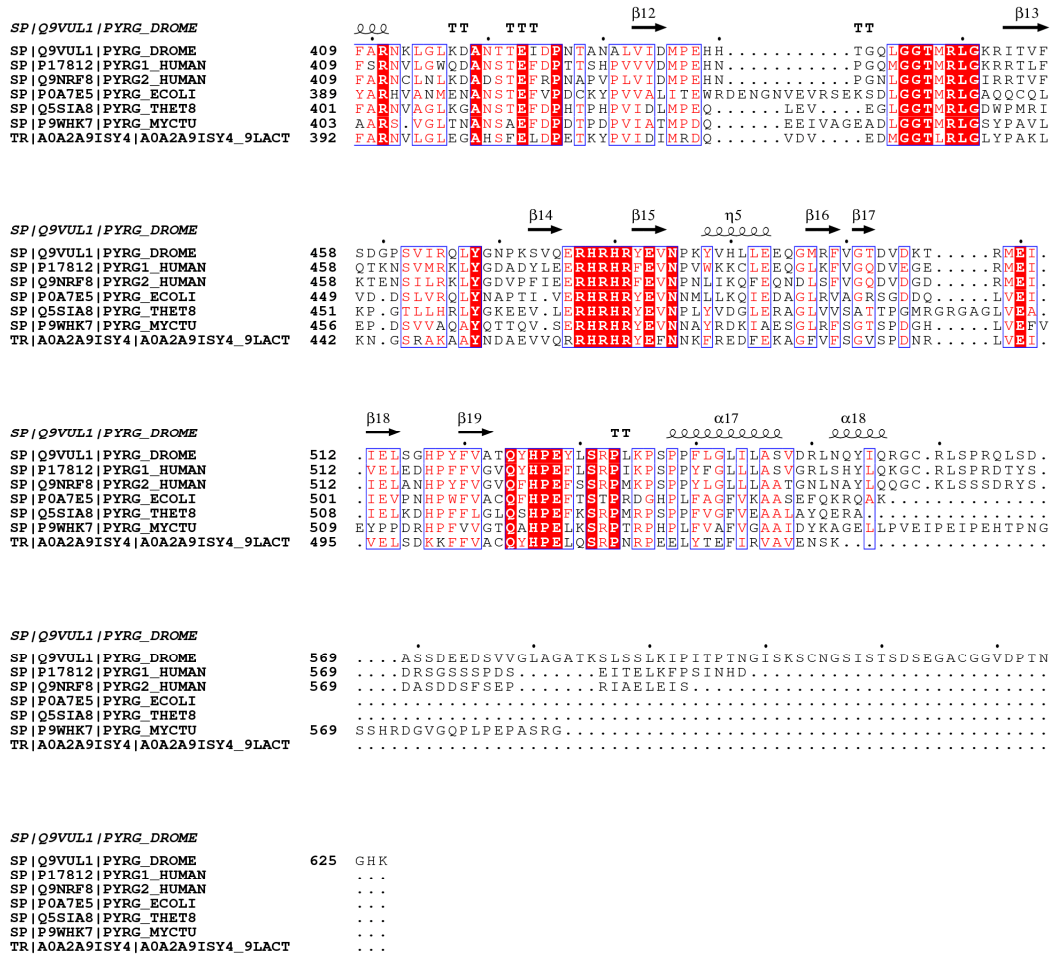 SP|Q9VUL1|PYRG_DROME TT TTT β12 TT β13
SP|Q9VUL1|PYRG_DROME 409 FARNKLGLKDANTTEIDPNTANALVIDMPEHH...........TGQLGGTMRLGKRITVF
SP|P17812|PYRG1_HUMAN 409 FSRNVLGWQDANSTEFDPTTSHPVVVDMPEHN...........PGQMGGTMRLGKRRTLF
SP|Q9NRF8|PYRG2_HUMAN 409 FARNCLNLKDADSTEFRPNAPVPLVIDMPEHN...........PGNLGGTMRLGIRRTVF
SP|P0A7E5|PYRG_ECOLI 389 YARHVANMENANSTEFVPDCKYPVVALITEWRDENGNVEVRSEKSDLGGTMRLGAQQCQL
SP|Q5SIA8|PYRG_THET8 401 FARNVAGLKGANSTEFDPHTPHPVIDLMPEQ......LEV....EGLGGTMRLGDWPMRI
SP|P9WHK7|PYRG_MYCTU 403 AARS.VGLTNANSAEFDPDTPDPVIATMPDQ......EEIVAGEADMGGTMRLGSYPAVL
TR|A0A2A9ISY4|A0A2A9ISY4_9LACT 392 FARNVLGLEGAHSFELDPETKYPVIDIMRDQ......VDV....EDMGGTLRLGLYPAKL
SP|Q9VUL1|PYRG_DROME β14 β15 η5 β16 β17
SP|Q9VUL1|PYRG_DROME 458 SDGPSVIRQLYGNPKSVQERHRHRYEVNPKYVHLLEEQGMRFVGTDVDKT.....RMEI.
SP|P17812|PYRG1_HUMAN 458 QTKNSVMRKLYGDADYLEERHRHRFEVNPVWKKCLEEQGLKFVGQDVEGE.....RMEI.
SP|Q9NRF8|PYRG2_HUMAN 458 KTENSILRKLYGDVPFIEERHRHRFEVNPNLIKQFEQNDLSFVGQDVDGD.....RMEI.
SP|P0A7E5|PYRG_ECOLI 449 VD.DSLVRQLYNAPTI.VERHRHRYEVNNMLLKQIEDAGLRVAGRSGDDQ.....LVEI.
SP|Q5SIA8|PYRG_THET8 451 KP.GTLLHRLYGKEEV.LERHRHRYEVNPLYVDGLERAGLVVSATTPGMRGRGAGLVEA.
SP|P9WHK7|PYRG_MYCTU 456 EP.DSVVAQAYQTTQV.SERHRHRYEVNNAYRDKIAESGLRFSGTSPDGH.....LVEFV
TR|A0A2A9ISY4|A0A2A9ISY4_9LACT 442 KN.GSRAKAAYNDAEVVQRRHRHRYEFNNKFREDFEKAGFVFSGVSPDNR.....LVEI.
SP|Q9VUL1|PYRG_DROME β18 β19 TT α17 α18
SP|Q9VUL1|PYRG_DROME 512 .IELSGHPYFVATQYHPEYLSRPLKPSPPFLGLILASVDRLNQYIQRGC.RLSPRQLSD.
SP|P17812|PYRG1_HUMAN 512 .VELEDHPFFVGVQYHPEFLSRPIKPSPPYFGLLLASVGRLSHYLQKGC.RLSPRDTYS.
SP|Q9NRF8|PYRG2_HUMAN 512 .IELANHPYFVGVQFHPEFSSRPMKPSPPYLGLLLAATGNLNAYLQQGC.KLSSSDRYS.
SP|P0A7E5|PYRG_ECOLI 501 .IEVPNHPWFVACQFHPEFTSTPRDGHPLFAGFVKAASEFQKRQAK..............
SP|Q5SIA8|PYRG_THET8 508 .IELKDHPFFLGLQSHPEFKSRPMRPSPPFVGFVEAALAYQERA................
SP|P9WHK7|PYRG_MYCTU 509 EYPPDRHPFVVGTQAHPELKSRPTRPHPLFVAFVGAAIDYKAGELLPVEIPEIPEHTPNG
TR|A0A2A9ISY4|A0A2A9ISY4_9LACT 495 .VELSDKKFFVACQYHPELQSRPNRPEELYTEFIRVAVENSK..................
SP|Q9VUL1|PYRG_DROME
SP|Q9VUL1|PYRG_DROME 569 ....ASSDEEDSVVGLAGATKSLSSLKIPITPTNGISKSCNGSISTSDSEGACGGVDPTN
SP|P17812|PYRG1_HUMAN 569 ....DRSGSSSPDS.......EITELKFPSINHD..........................
SP|Q9NRF8|PYRG2_HUMAN 569 ....DASDDSFSEP.......RIAELEIS...............................
SP|P0A7E5|PYRG_ECOLI ............................................................
SP|Q5SIA8|PYRG_THET8 ............................................................
SP|P9WHK7|PYRG_MYCTU 569 SSHRDGVGQPLPEPASRG..........................................
TR|A0A2A9ISY4|A0A2A9ISY4_9LACT ............................................................
SP|Q9VUL1|PYRG_DROME
SP|Q9VUL1|PYRG_DROME 625 GHK
SP|P17812|PYRG1_HUMAN ...
SP|Q9NRF8|PYRG2_HUMAN ...
SP|P0A7E5|PYRG_ECOLI ...
SP|Q5SIA8|PYRG_THET8 ...
SP|P9WHK7|PYRG_MYCTU ...
TR|A0A2A9ISY4|A0A2A9ISY4_9LACT ...